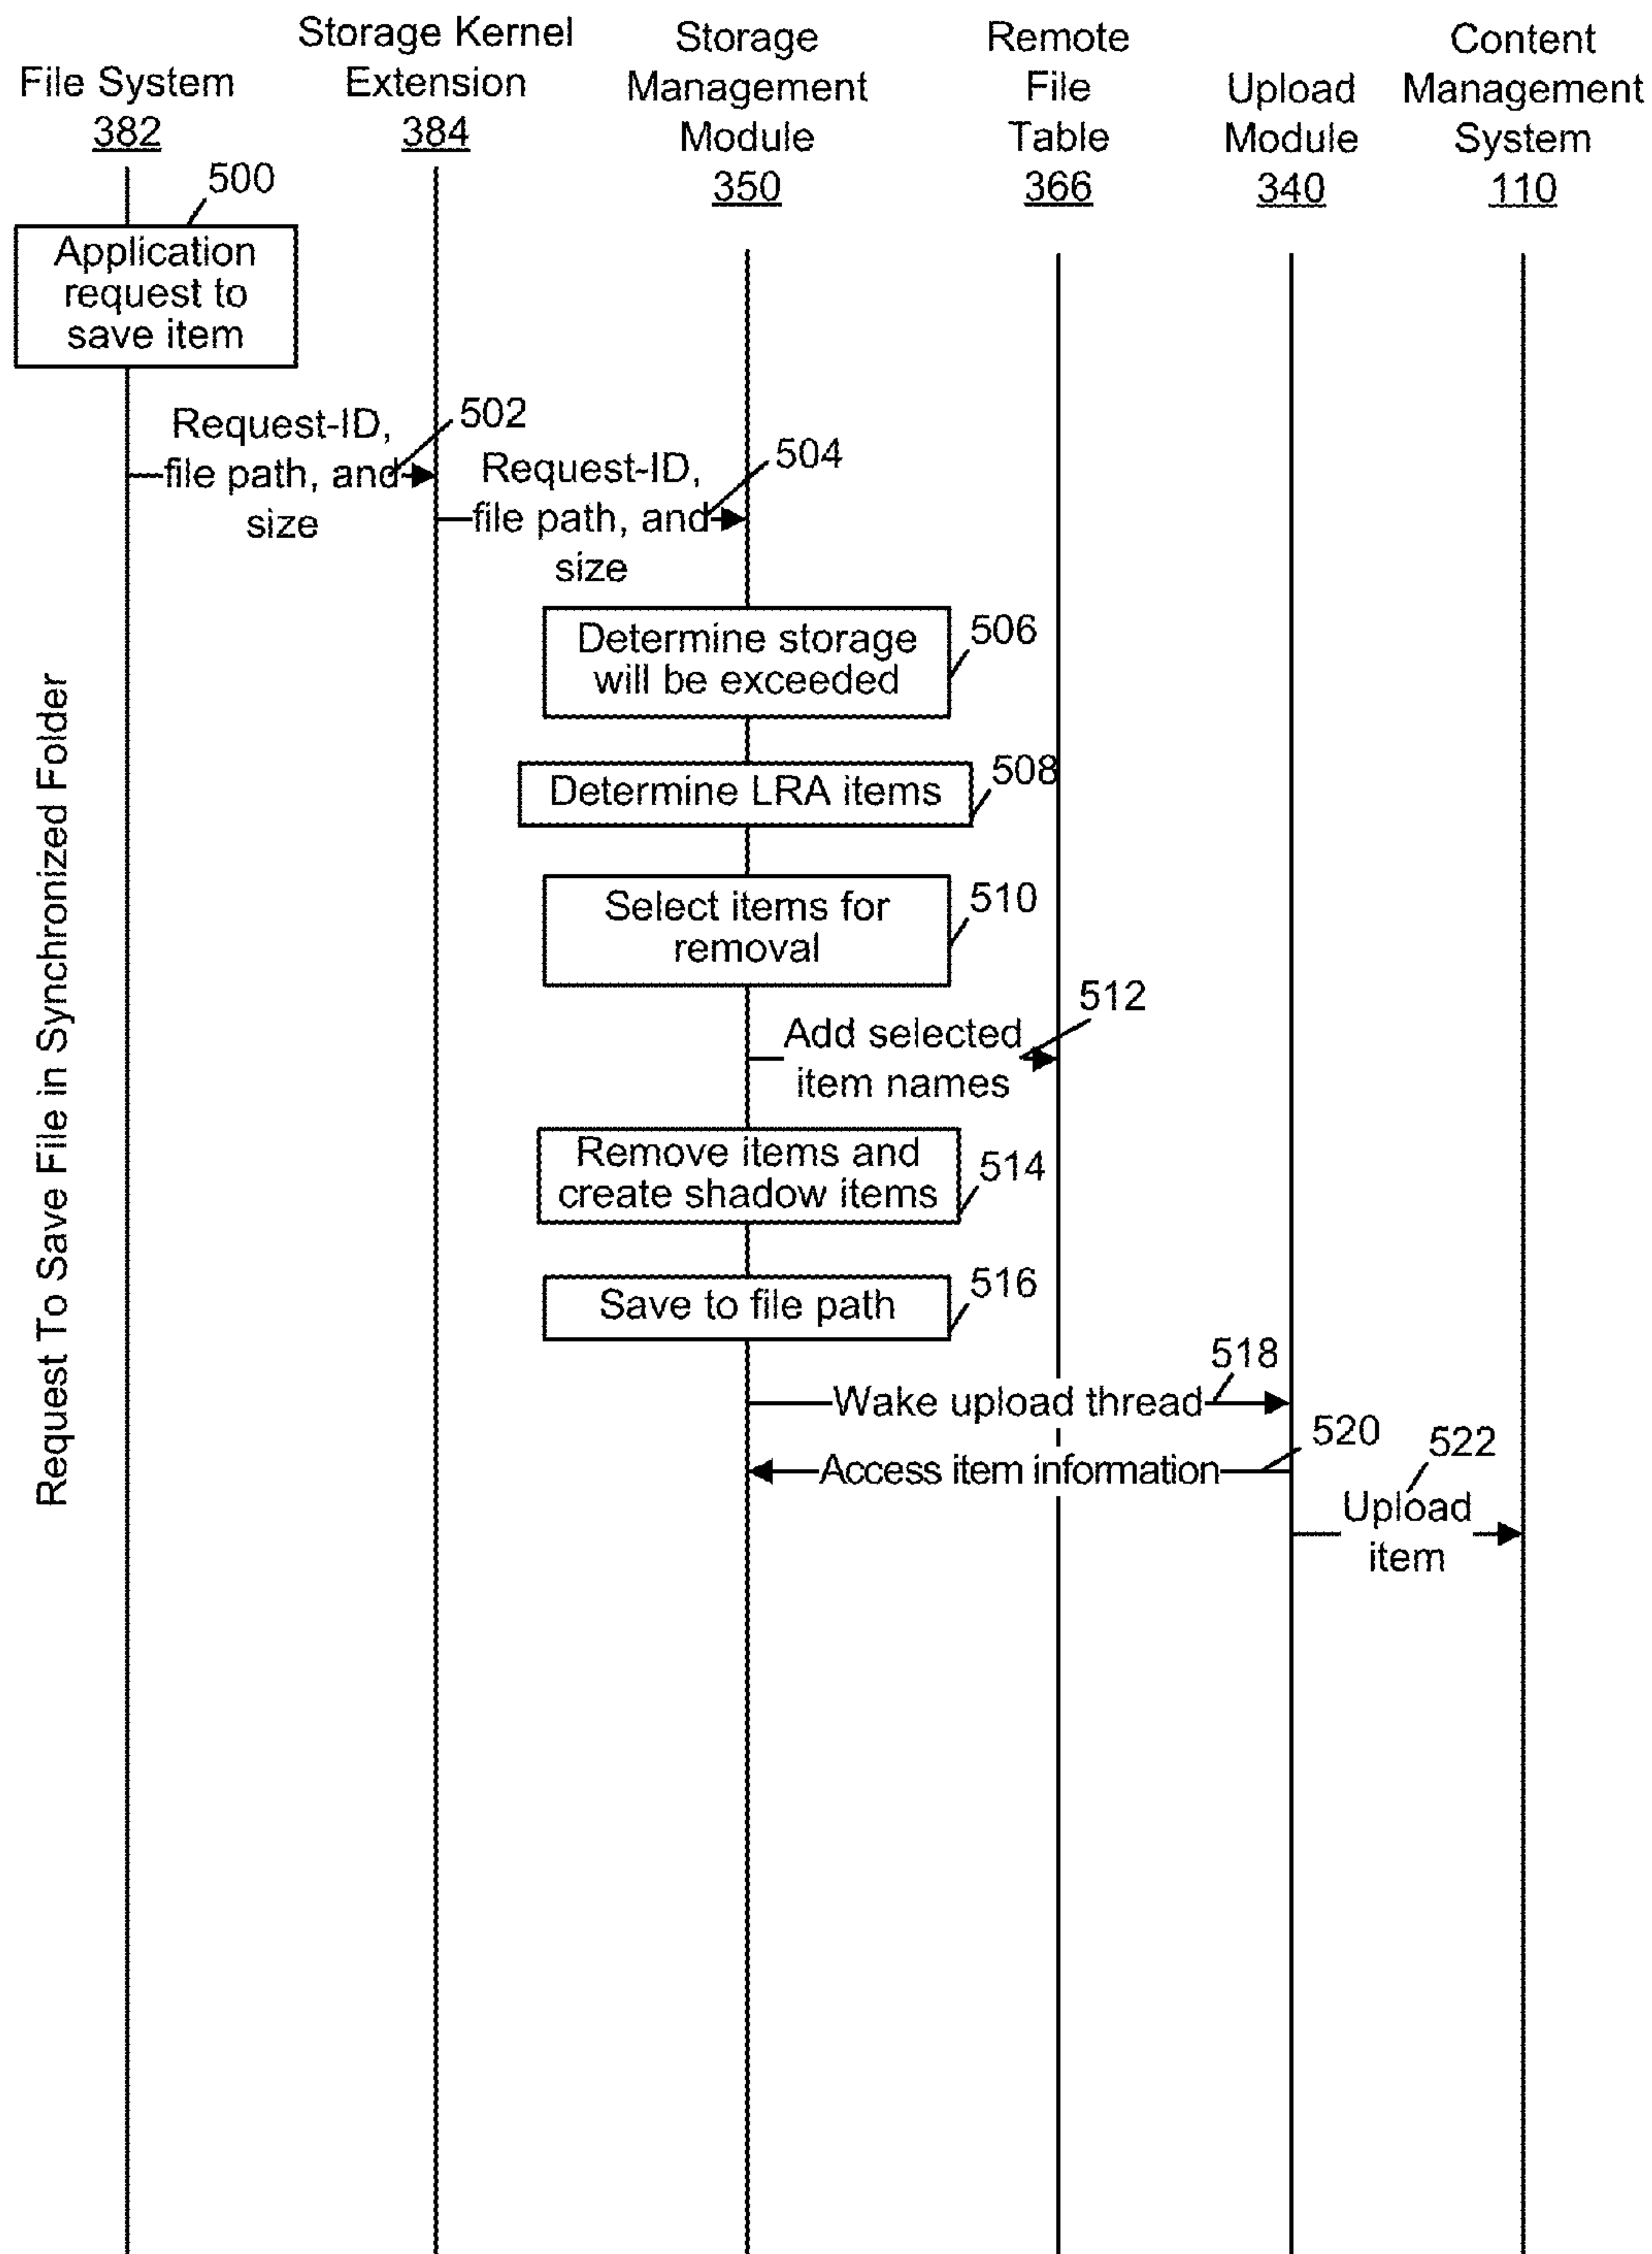 File System
382
Storage Kernel
Extension
384
Storage
Management
Module
350
Remote
File
Table
366
Upload
Module
340
Content
Management
System
110
500
Application
request to
save item
Request-ID,
file path, and
size
502
Request-ID,
file path, and
size
504
Determine storage
will be exceeded
506
Determine LRA items
508
Select items for
removal
510
Add selected
item names
512
Remove items and
create shadow items
514
Save to file path
516
Wake upload thread
518
Access item information
520
Upload
item
522
Request To Save File in Synchronized Folder